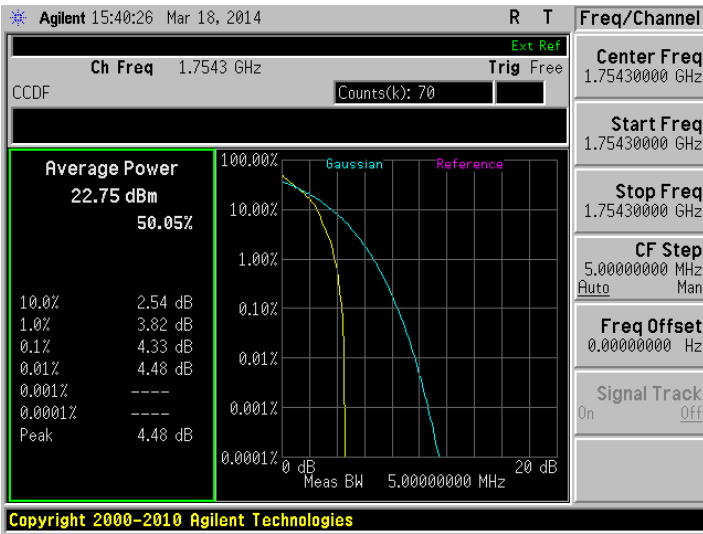 Agilent 15:40:26 Mar 18, 2014 R T
Ext Ref
Ch Freq 1.7543 GHz Trig Free
CCDF Counts(k): 70
Average Power
22.75 dBm
50.05%
10.0% 2.54 dB
1.0% 3.82 dB
0.1% 4.33 dB
0.01% 4.48 dB
0.001% ----
0.0001% ----
Peak 4.48 dB
100.00% Gaussian Reference
10.00%
1.00%
0.10%
0.01%
0.001%
0.0001%
0 dB 20 dB
Meas BW 5.00000000 MHz
Freq/Channel
Center Freq
1.75430000 GHz
Start Freq
1.75430000 GHz
Stop Freq
1.75430000 GHz
CF Step
5.00000000 MHz
Auto Man
Freq Offset
0.00000000 Hz
Signal Track
On Off
Copyright 2000-2010 Agilent Technologies